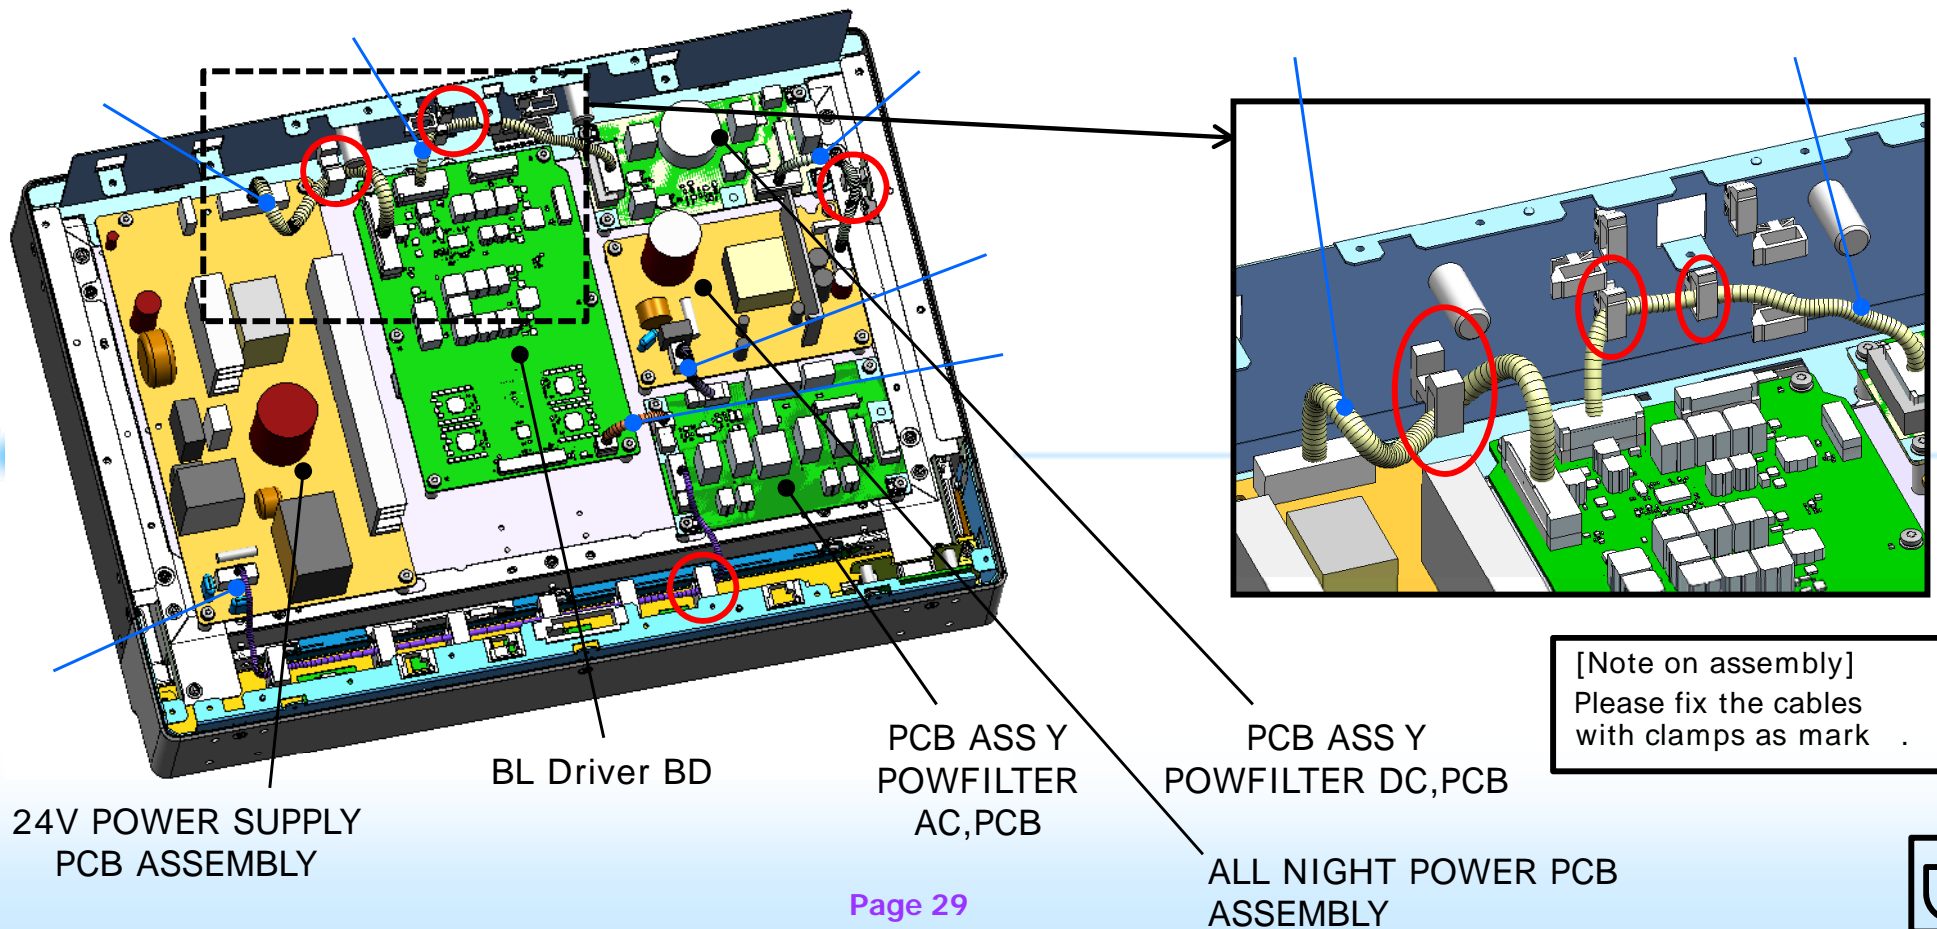 [Note on assembly]
Please fix the cables
with clamps as mark .
BL Driver BD
PCB ASS Y
POWFILTER
AC,PCB
PCB ASS Y
POWFILTER DC,PCB
24V POWER SUPPLY
PCB ASSEMBLY
ALL NIGHT POWER PCB
ASSEMBLY
Page 29